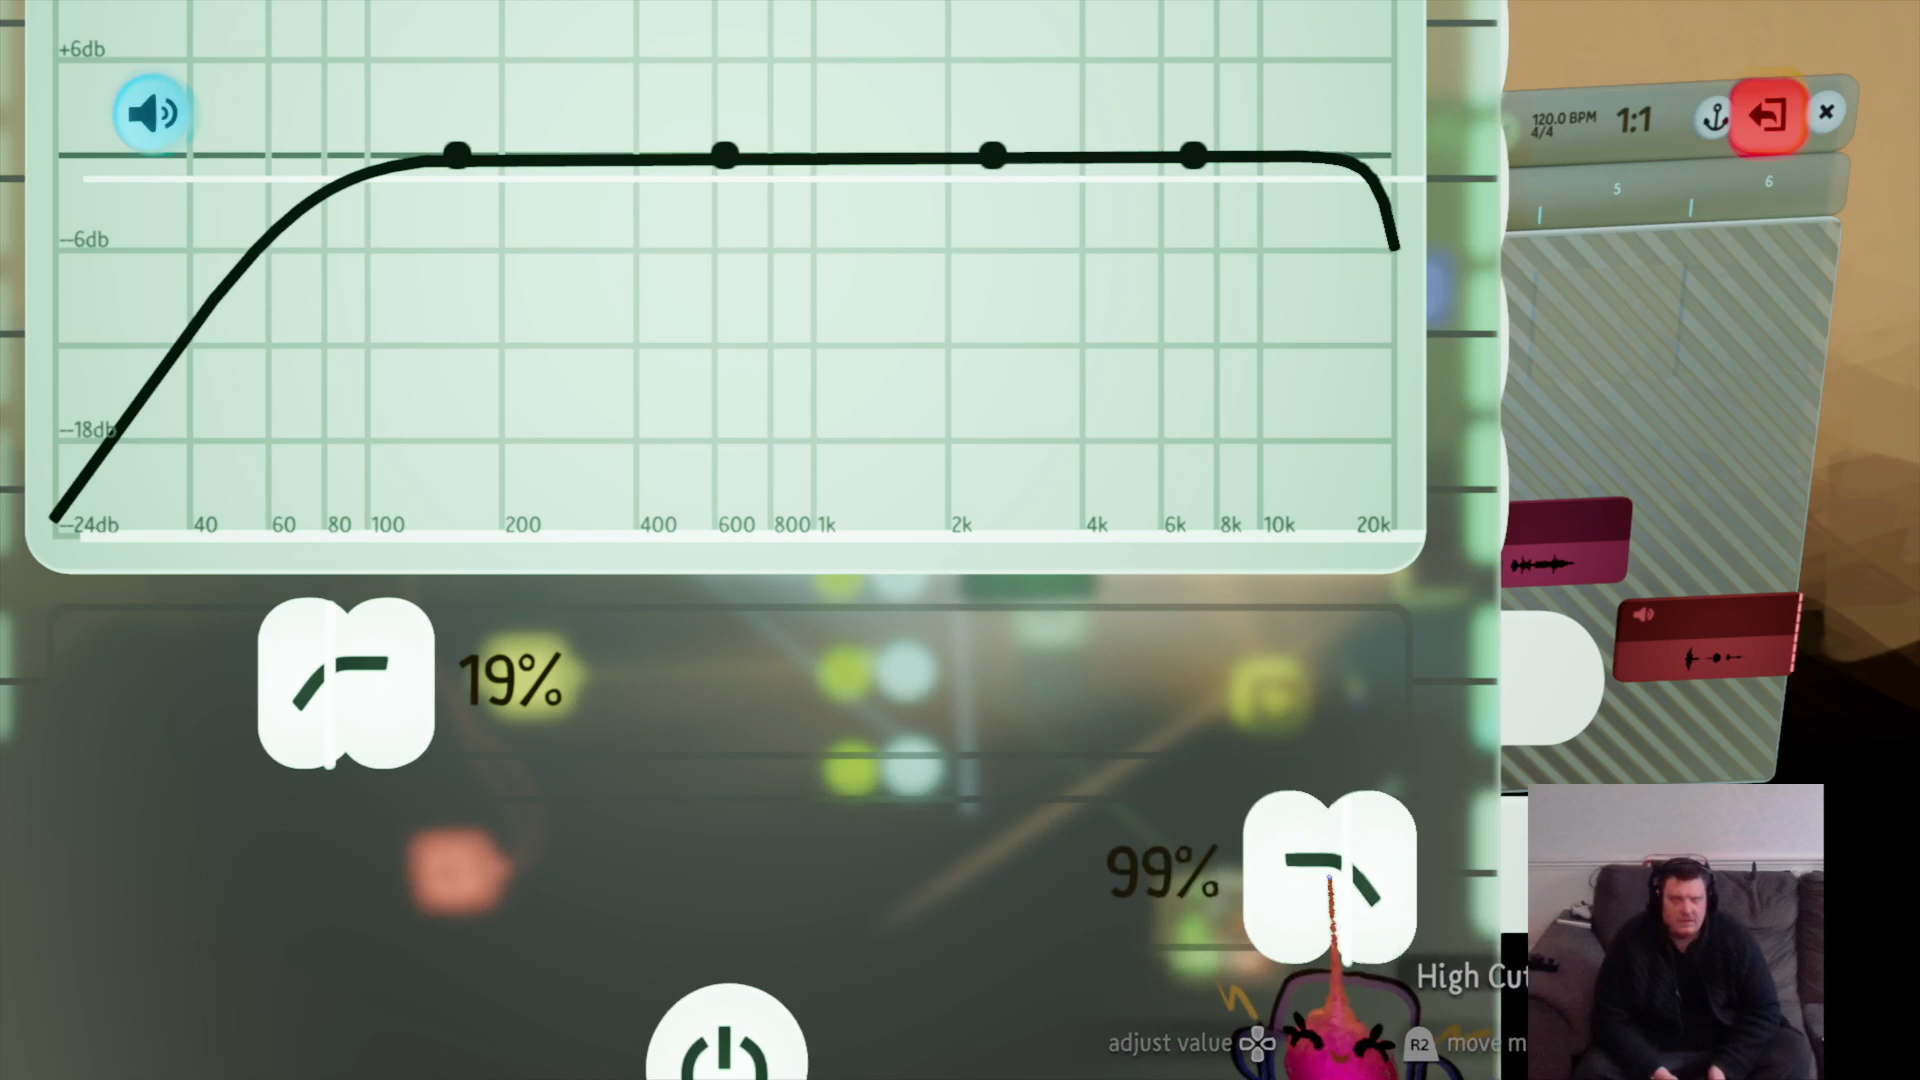 +6db
120.0 BPM
4/4
1:1
5
6
--6db
--18db
--24db
40
60
80
100
200
400
600
800
1k
2k
4k
6k
8k
10k
20k
19%
99%
High Cut
adjust value
R2
move m